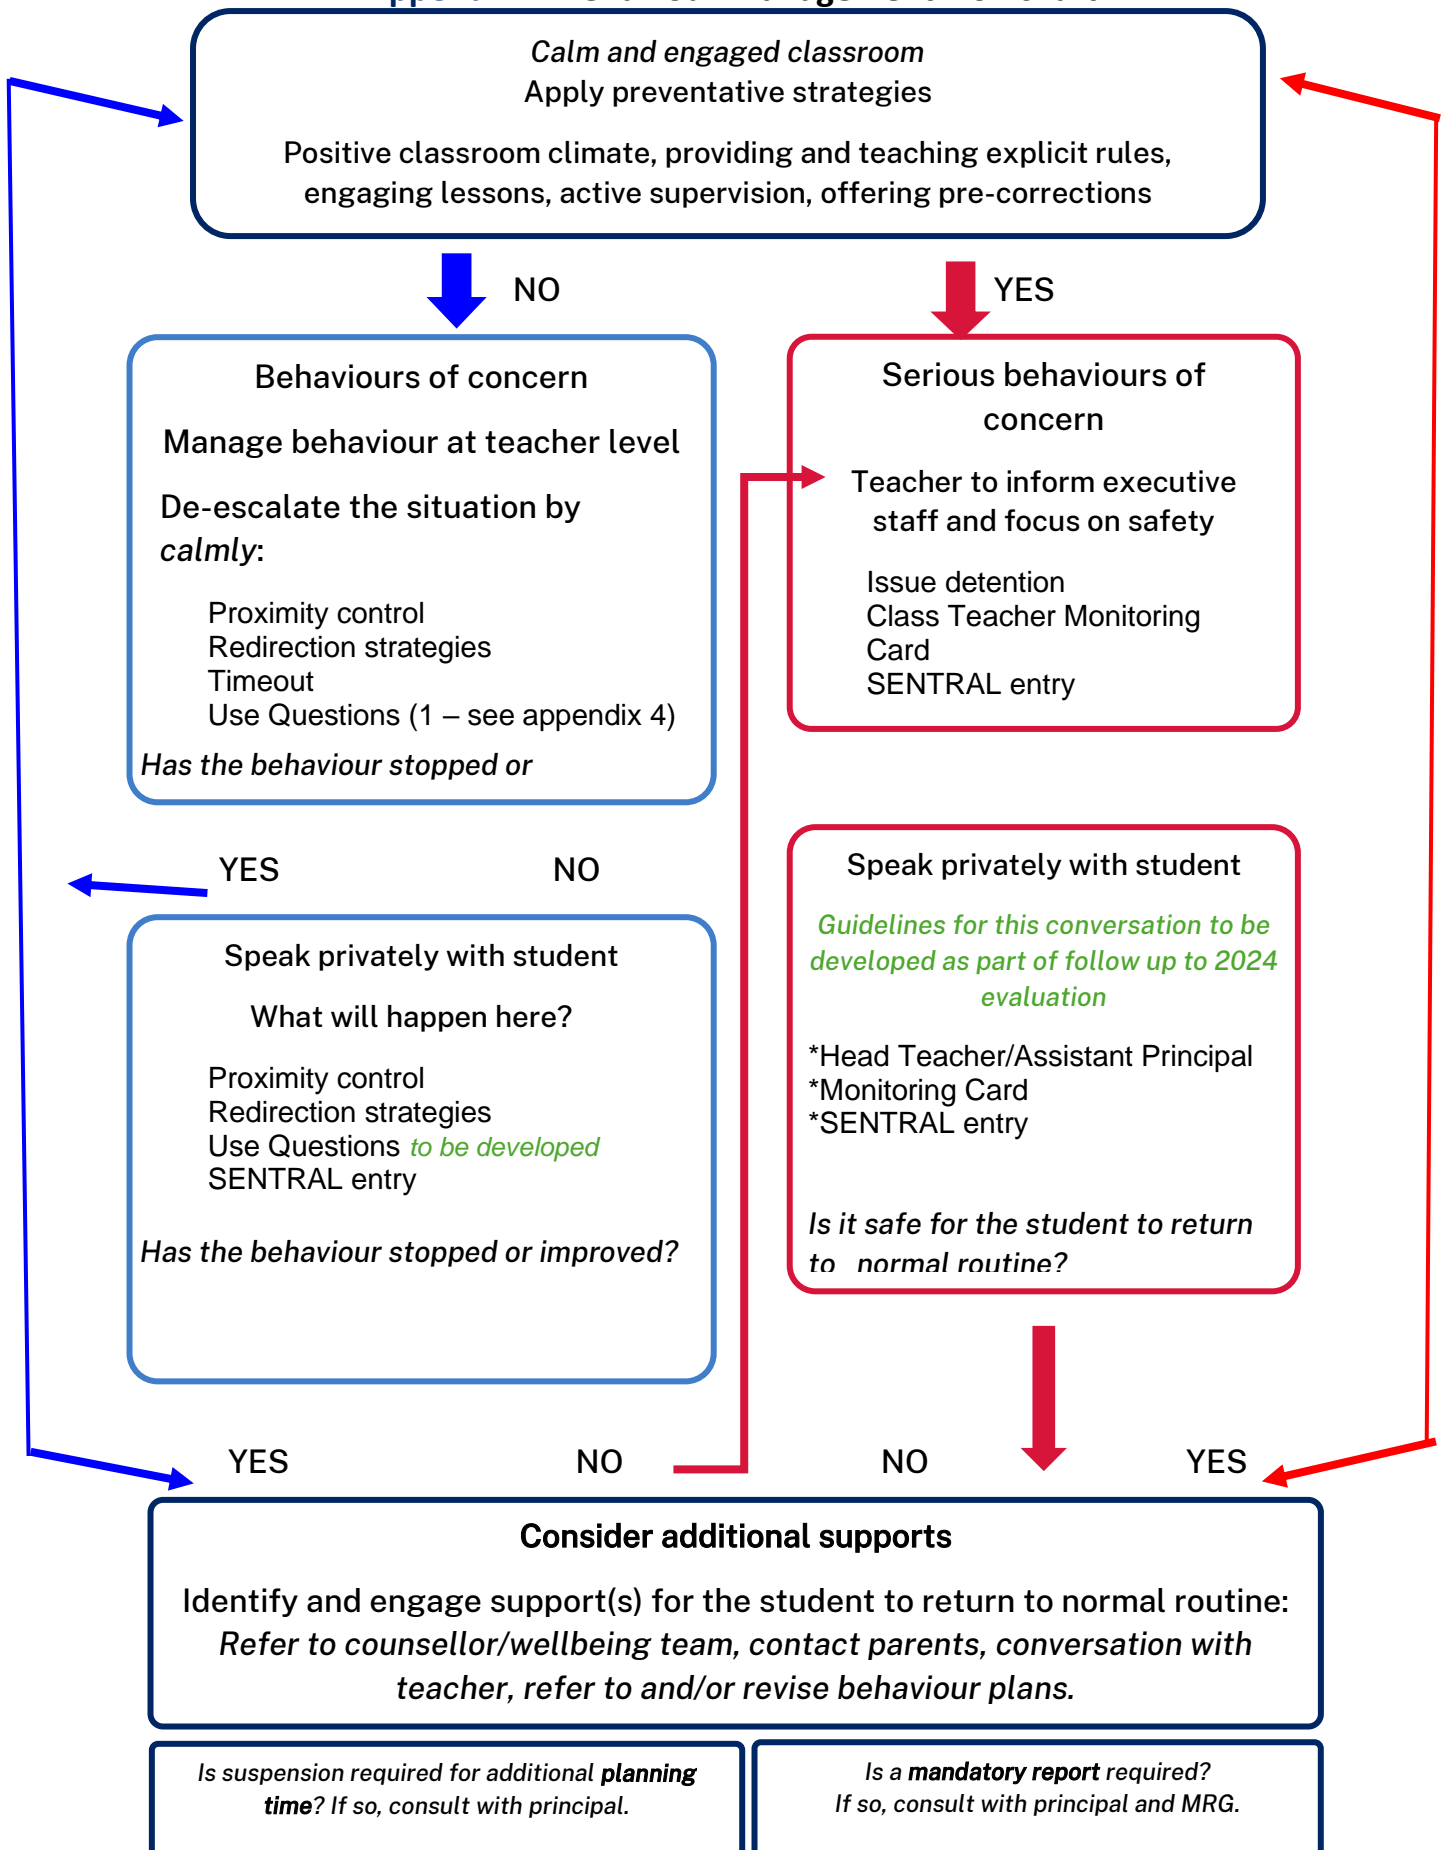 Calm and engaged classroom
Apply preventative strategies
Positive classroom climate, providing and teaching explicit rules,
engaging lessons, active supervision, offering pre-corrections
NO
YES
Behaviours of concern
Manage behaviour at teacher level
De-escalate the situation by
calmly:
Proximity control
Redirection strategies
Timeout
Use Questions (1 – see appendix 4)
Has the behaviour stopped or
Serious behaviours of
concern
Teacher to inform executive
staff and focus on safety
Issue detention
Class Teacher Monitoring
Card
SENTRAL entry
YES
NO
Speak privately with student
What will happen here?
Proximity control
Redirection strategies
Use Questions to be developed
SENTRAL entry
Has the behaviour stopped or improved?
Speak privately with student
Guidelines for this conversation to be
developed as part of follow up to 2024
evaluation
*Head Teacher/Assistant Principal
*Monitoring Card
*SENTRAL entry
Is it safe for the student to return
to normal routine?
YES
NO
NO
YES
Consider additional supports
Identify and engage support(s) for the student to return to normal routine:
Refer to counsellor/wellbeing team, contact parents, conversation with
teacher, refer to and/or revise behaviour plans.
Is suspension required for additional planning
time? If so, consult with principal.
Is a mandatory report required?
If so, consult with principal and MRG.